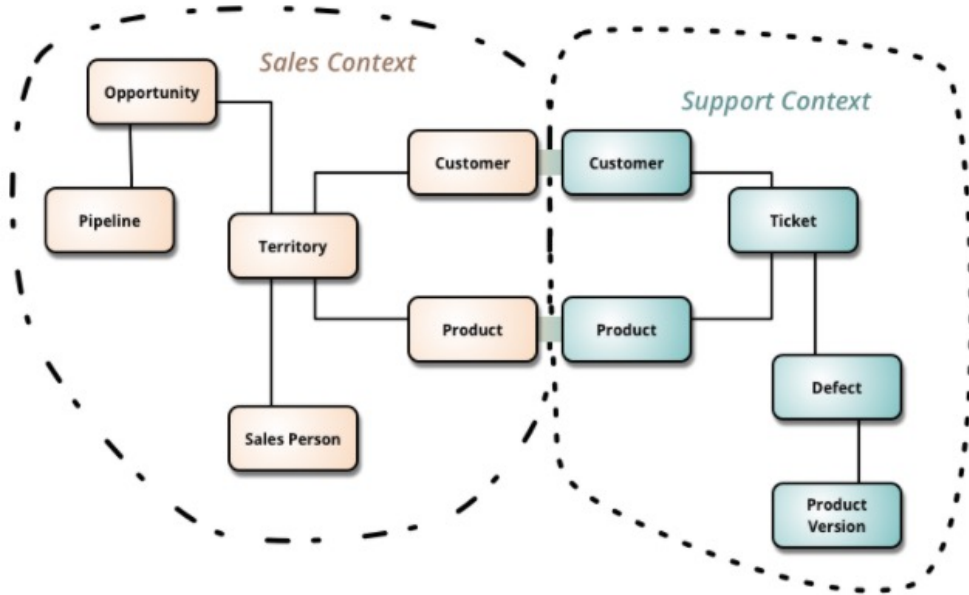 Sales Context
Opportunity
Support Context
Customer
Customer
Pipeline
Ticket
Territory
Product
Product
Defect
Sales Person
Product
Version